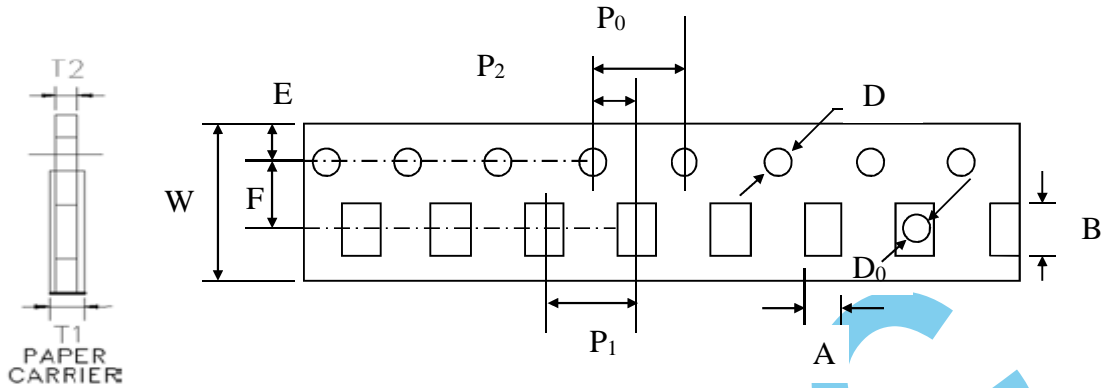 T2
T1
PAPER
CARRIER:
P₀
P₂
E
D
W
F
B
D₀
P₁
A